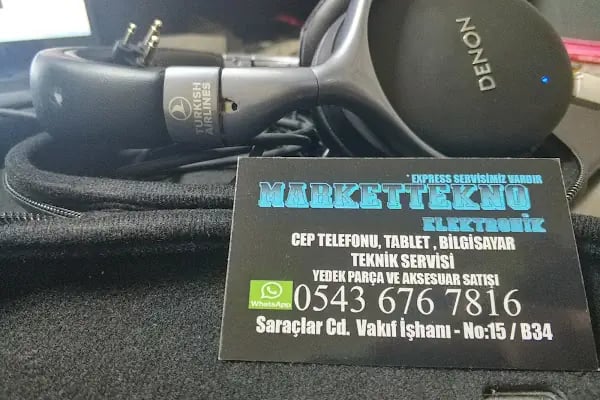 TURKISH
AIRLINES
DENON
* EXPRESS SERVİSİMİZ VARDIR
MARKETTEKNO
ELEKTRONİK
CEP TELEFONU, TABLET , BİLGİSAYAR
TEKNİK SERVİSİ
YEDEK PARÇA VE AKSESUAR SATIŞI
WhatsApp 0543 676 7816
Saraçlar Cd. Vakıf İşhanı - No:15 / B34